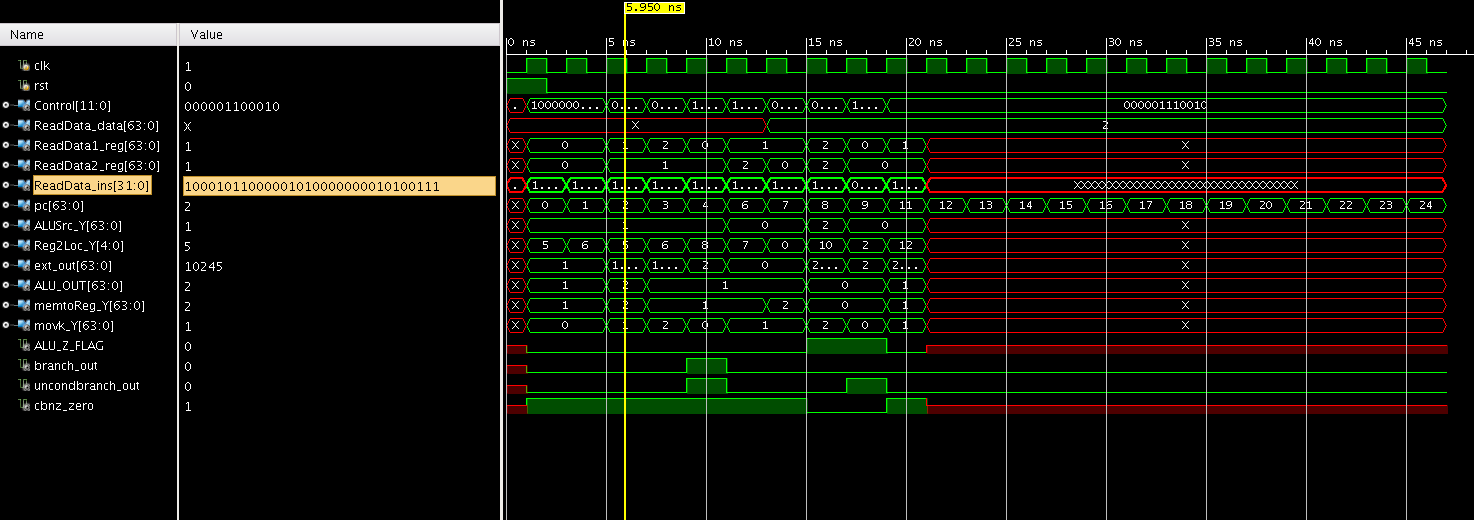 5.950 ns
Name Value
0 ns 5 ns 10 ns 15 ns 20 ns 25 ns 30 ns 35 ns 40 ns 45 ns
clk 1
rst 0
Control[11:0] 000001100010 . 1000000... 0... 0... 1... 1... 0... 0... 1... 000001110010
ReadData_data[63:0] X X 2
ReadData1_reg[63:0] 1 X 0 1 2 0 1 2 0 1 X
ReadData2_reg[63:0] 1 X 0 1 2 0 2 0 X
ReadData_ins[31:0] 10001011000001010000000010100111 . 1... 1... 1... 1... 1... 1... 1... 1... 0... 1... XXXXXXXXXXXXXXXXXXXXXXXXXXXXXXXX
pc[63:0] 2 X 0 1 2 3 4 6 7 8 9 11 12 13 14 15 16 17 18 19 20 21 22 23 24
ALUSrc_Y[63:0] 1 X 1 0 2 0 X
Reg2Loc_Y[4:0] 5 X 5 6 5 6 8 7 0 10 2 12 X
ext_out[63:0] 10245 X 1 1... 1... 2 0 2... 2 2... X
ALU_OUT[63:0] 2 X 1 2 1 0 1 X
memtoReg_Y[63:0] 2 X 1 2 1 2 0 1 X
movk_Y[63:0] 1 X 0 1 2 0 1 2 0 1 X
ALU_Z_FLAG 0
branch_out 0
uncondbranch_out 0
cbnz_zero 1